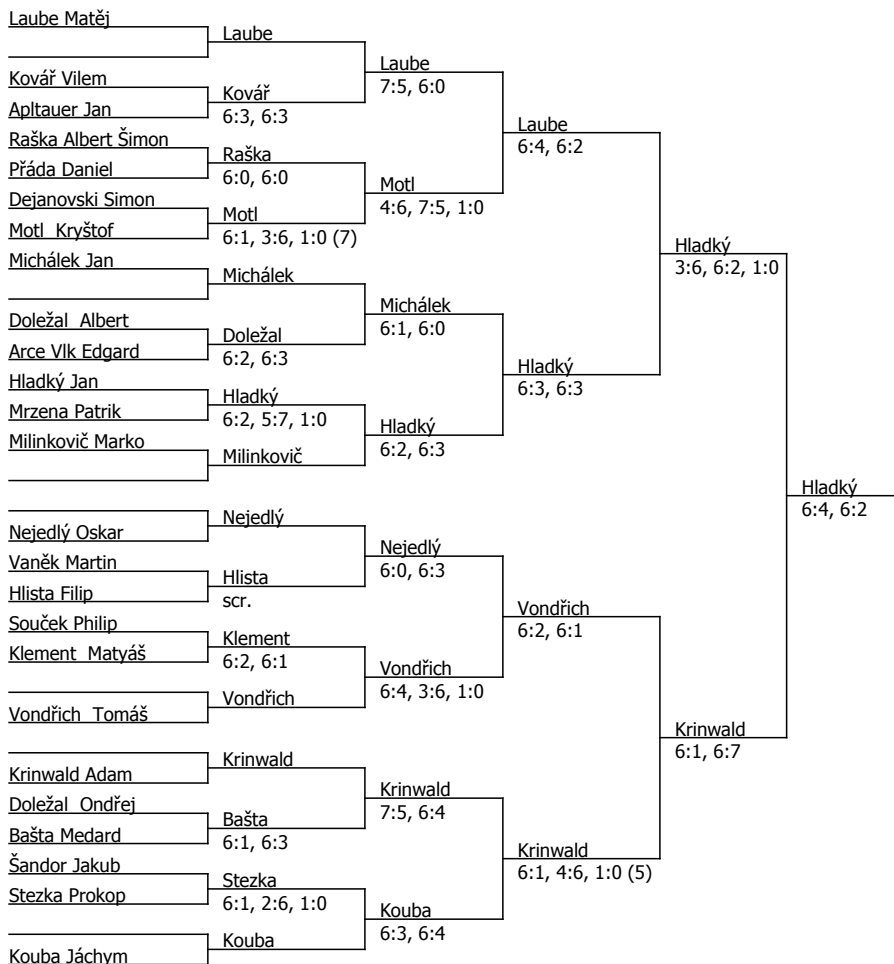 Laube Matěj
Laube
Laube
7:5, 6:0
Kovář Vilem
Kovář
6:3, 6:3
Apltauer Jan
Laube
6:4, 6:2
Raška Albert Šimon
Raška
6:0, 6:0
Přáda Daniel
Motl
4:6, 7:5, 1:0
Dejanovski Simon
Motl
6:1, 3:6, 1:0 (7)
Motl Kryštof
Hladký
3:6, 6:2, 1:0
Michálek Jan
Michálek
Michálek
6:1, 6:0
Doležal Albert
Doležal
6:2, 6:3
Arce Vlk Edgard
Hladký
6:3, 6:3
Hladký Jan
Hladký
6:2, 5:7, 1:0
Mrzena Patrik
Hladký
6:2, 6:3
Milinkovič Marko
Milinkovič
Hladký
6:4, 6:2
Nejedlý
Nejedlý Oskar
Nejedlý
6:0, 6:3
Vaněk Martin
Hlista
scr.
Hlista Filip
Vondřich
6:2, 6:1
Souček Philip
Klement
6:2, 6:1
Klement Matyáš
Vondřich
6:4, 3:6, 1:0
Vondřich
Vondřich Tomáš
Krinwald
6:1, 6:7
Krinwald
Krinwald Adam
Krinwald
7:5, 6:4
Doležal Ondřej
Bašta
6:1, 6:3
Bašta Medard
Krinwald
6:1, 4:6, 1:0 (5)
Šandor Jakub
Stezka
6:1, 2:6, 1:0
Stezka Prokop
Kouba
6:3, 6:4
Kouba
Kouba Jáchym